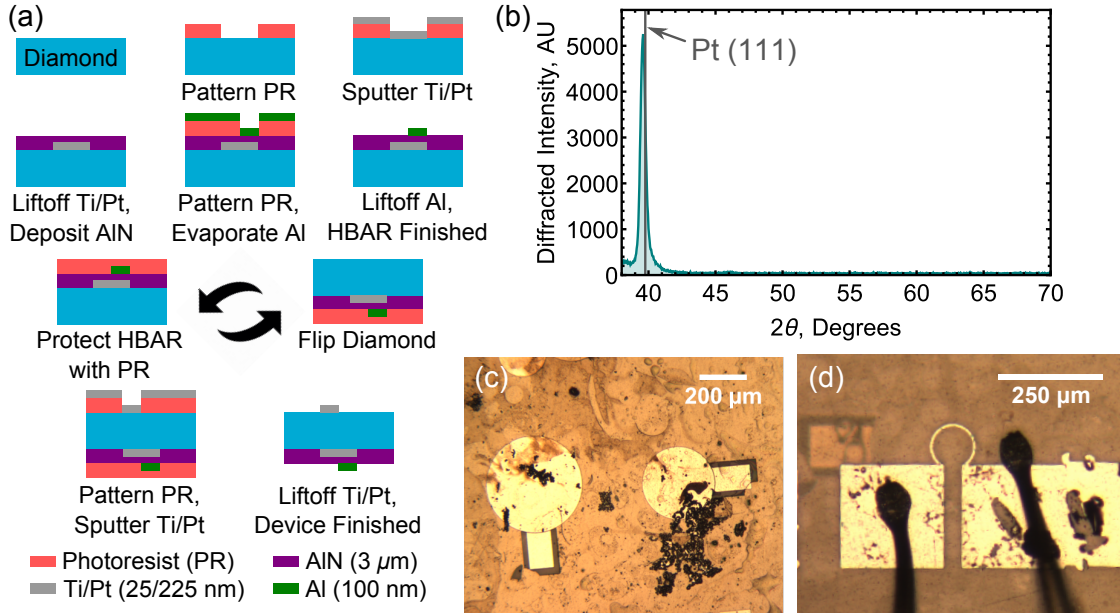 (a)
Diamond
Pattern PR
Sputter Ti/Pt
Liftoff Ti/Pt,
Deposit AlN
Pattern PR,
Evaporate Al
Liftoff Al,
HBAR Finished
Protect HBAR
with PR
Flip Diamond
Pattern PR,
Sputter Ti/Pt
Liftoff Ti/Pt,
Device Finished
Photoresist (PR)
AlN (3 µm)
Ti/Pt (25/225 nm)
Al (100 nm)
(b)
Diffracted Intensity, AU
5000
4000
3000
2000
1000
0
Pt (111)
40 45 50 55 60 65 70
2θ, Degrees
(c)
200 µm
(d)
250 µm